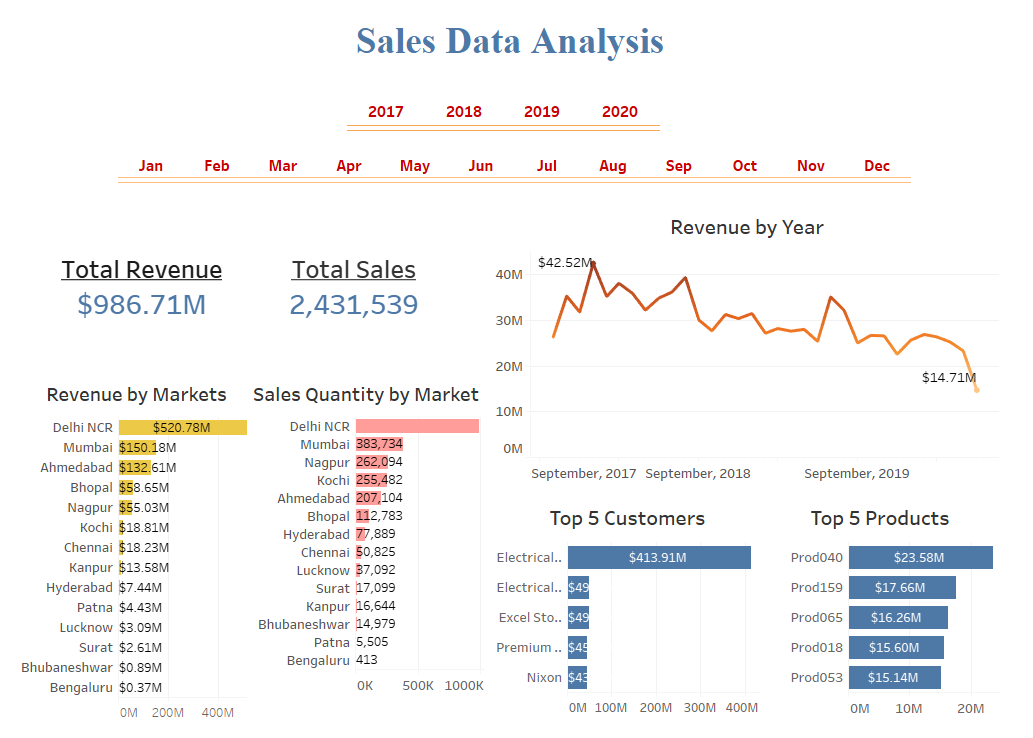 Sales Data Analysis
2017 2018 2019 2020
Jan Feb Mar Apr May Jun Jul Aug Sep Oct Nov Dec
Total Revenue
$986.71M
Total Sales
2,431,539
Revenue by Year
$42.52M
$14.71M
40M
30M
20M
10M
0M
September, 2017 September, 2018 September, 2019
Revenue by Markets
Delhi NCR $520.78M
Mumbai $150.18M
Ahmedabad $132.61M
Bhopal $58.65M
Nagpur $55.03M
Kochi $18.81M
Chennai $18.23M
Kanpur $13.58M
Hyderabad $7.44M
Patna $4.43M
Lucknow $3.09M
Surat $2.61M
Bhubaneshwar $0.89M
Bengaluru $0.37M
0M 200M 400M
Sales Quantity by Market
Delhi NCR
Mumbai 383,734
Nagpur 262,094
Kochi 255,482
Ahmedabad 207,104
Bhopal 112,783
Hyderabad 77,889
Chennai 50,825
Lucknow 37,092
Surat 17,099
Kanpur 16,644
Bhubaneshwar 14,979
Patna 5,505
Bengaluru 413
0K 500K 1000K
Top 5 Customers
Electrical.. $413.91M
Electrical.. $49
Excel Sto.. $49
Premium .. $45
Nixon $43
0M 100M 200M 300M 400M
Top 5 Products
Prod040 $23.58M
Prod159 $17.66M
Prod065 $16.26M
Prod018 $15.60M
Prod053 $15.14M
0M 10M 20M